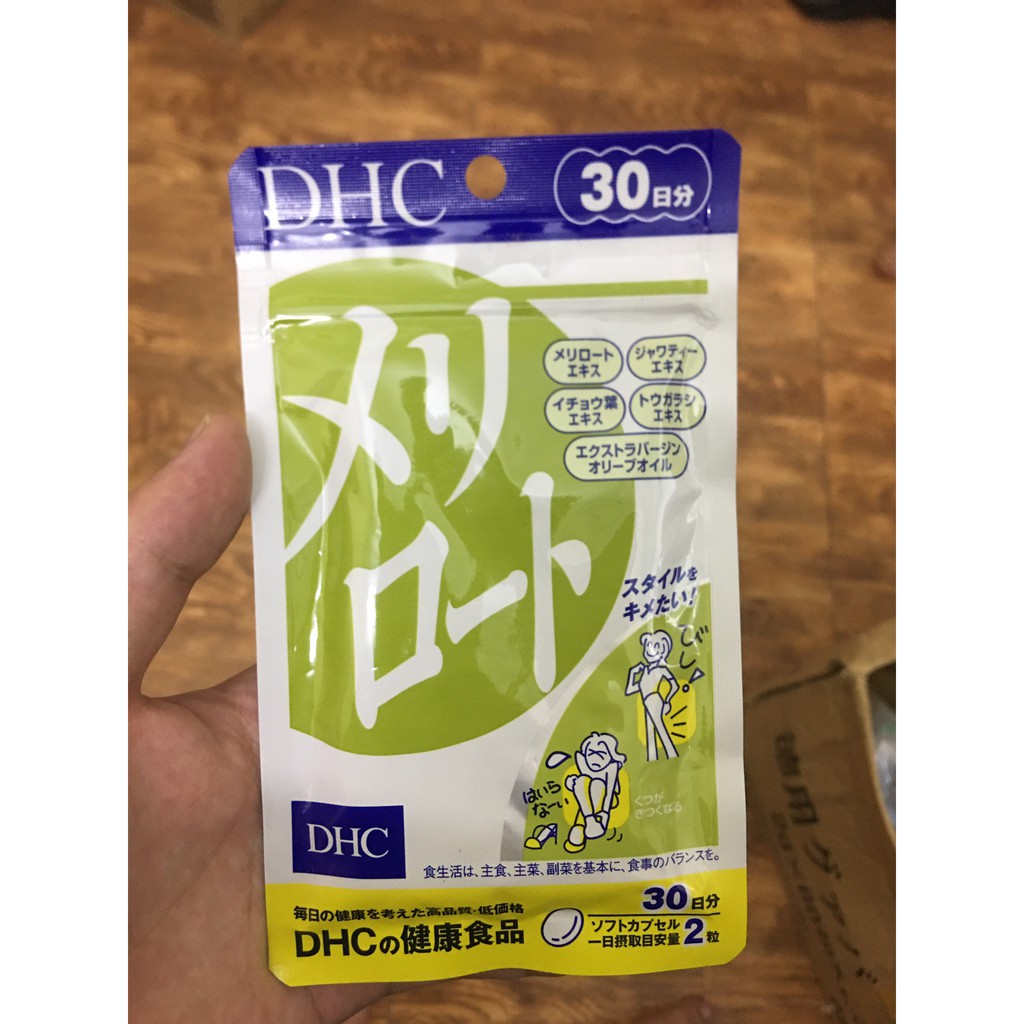 DHC
30日分
メリロート
メリロート
エキス
ジャワティー
エキス
イチョウ葉
エキス
トウガラシ
エキス
エクストラバージン
オリーブオイル
スタイルを
キメたい!
びしっ!
はいら
なーい
くつが
きつくなる
DHC
食生活は、主食、主菜、副菜を基本に、食事のバランスを。
毎日の健康を考えた高品質・低価格
DHCの健康食品
30日分
ソフトカプセル
一日摂取目安量 2粒